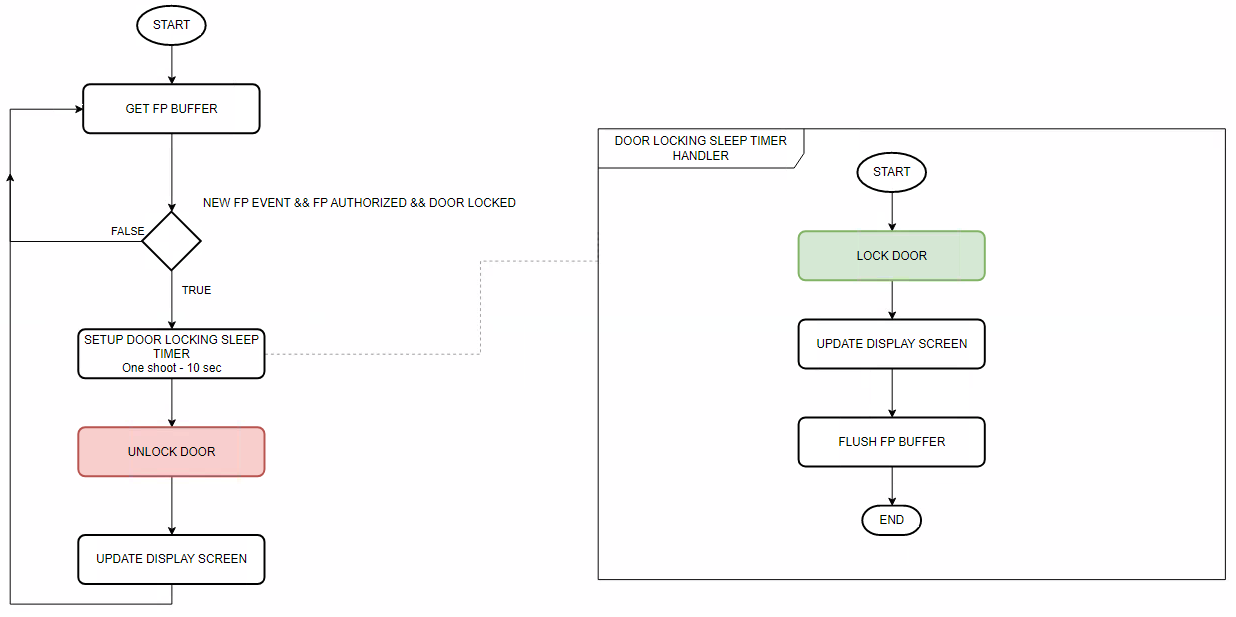 START
GET FP BUFFER
NEW FP EVENT && FP AUTHORIZED && DOOR LOCKED
FALSE
TRUE
SETUP DOOR LOCKING SLEEP
TIMER
One shoot - 10 sec
UNLOCK DOOR
UPDATE DISPLAY SCREEN
DOOR LOCKING SLEEP TIMER
HANDLER
START
LOCK DOOR
UPDATE DISPLAY SCREEN
FLUSH FP BUFFER
END